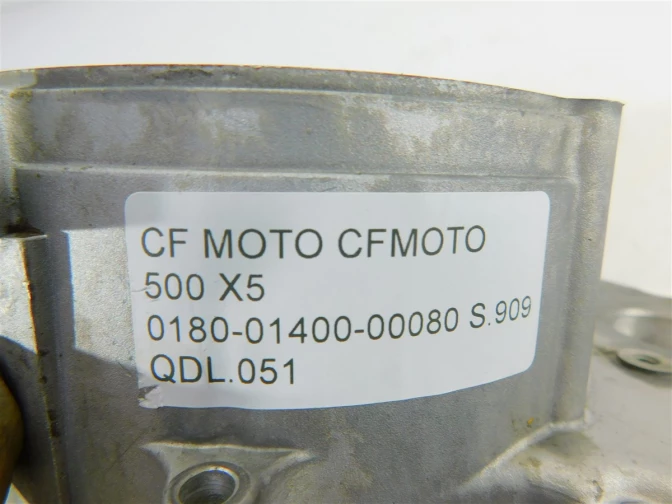 CF MOTO CFMOTO
500 X5
0180-01400-00080 S.909
QDL.051